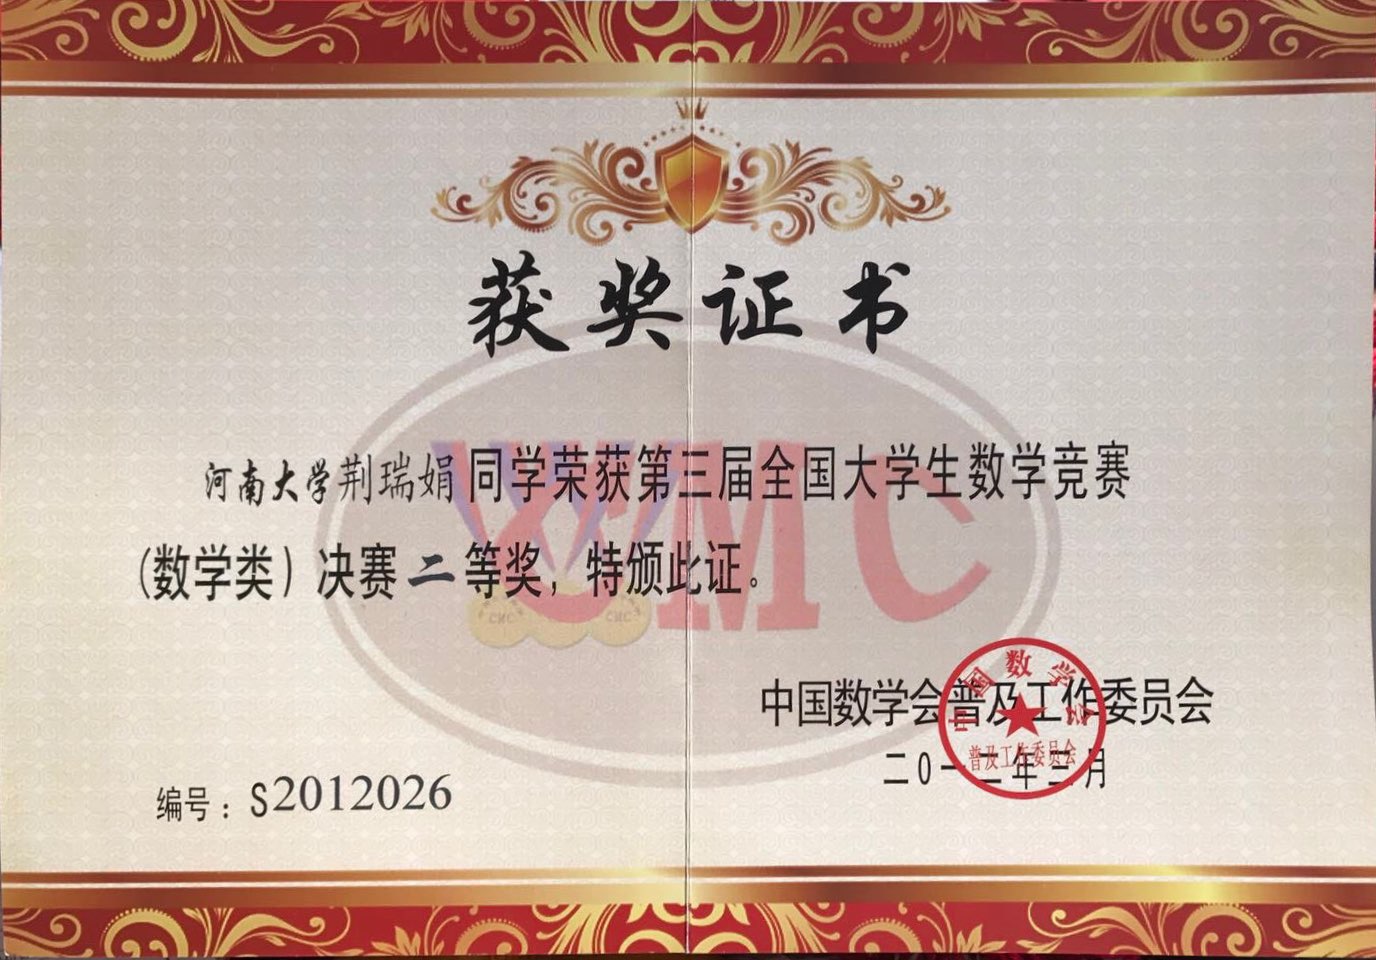 获奖证书
河南大学荆瑞娟同学荣获第三届全国大学生数学竞赛
（数学类）决赛二等奖，特颁此证。
中国数学会普及工作委员会
二0一二年三月
中国数学会
普及工作委员会
编号：S2012026
CMC
CMC
CMC